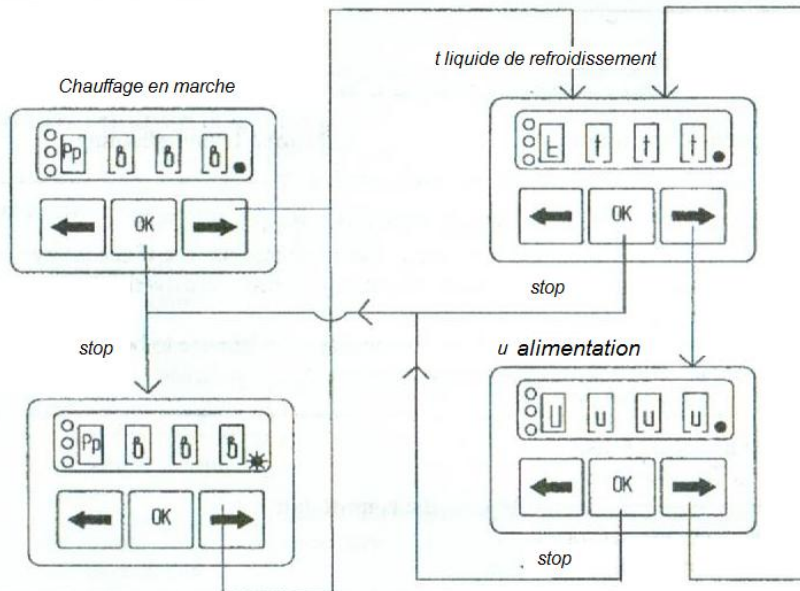 t liquide de refroidissement
Chauffage en marche
Pp
t t t t
OK
OK
stop
stop
u alimentation
Pp
U u u u
OK
OK
stop